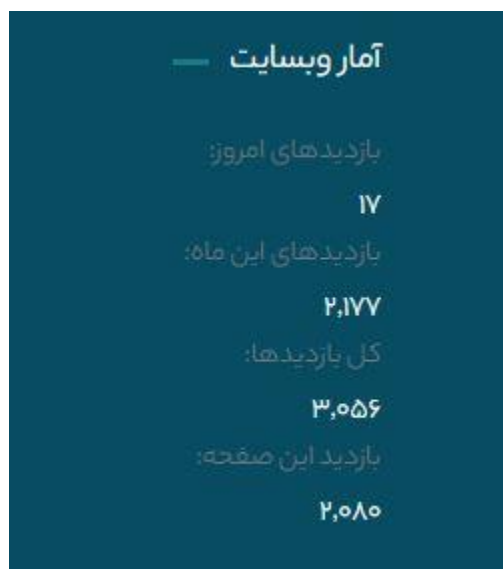 آمار وبسایت
بازدیدهای امروز:
۱۷
بازدیدهای این ماه:
۲,۱۷۷
کل بازدیدها:
۳,۰۵۶
بازدید این صفحه:
۲,۰۸۰